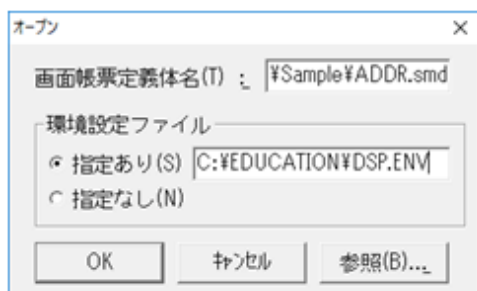 オープン
画面帳票定義体名(T) : ¥Sample¥ADDR.smd
環境設定ファイル
指定あり(S) C:¥EDUCATION¥DSP.ENV
指定なし(N)
OK キャンセル 参照(B)...